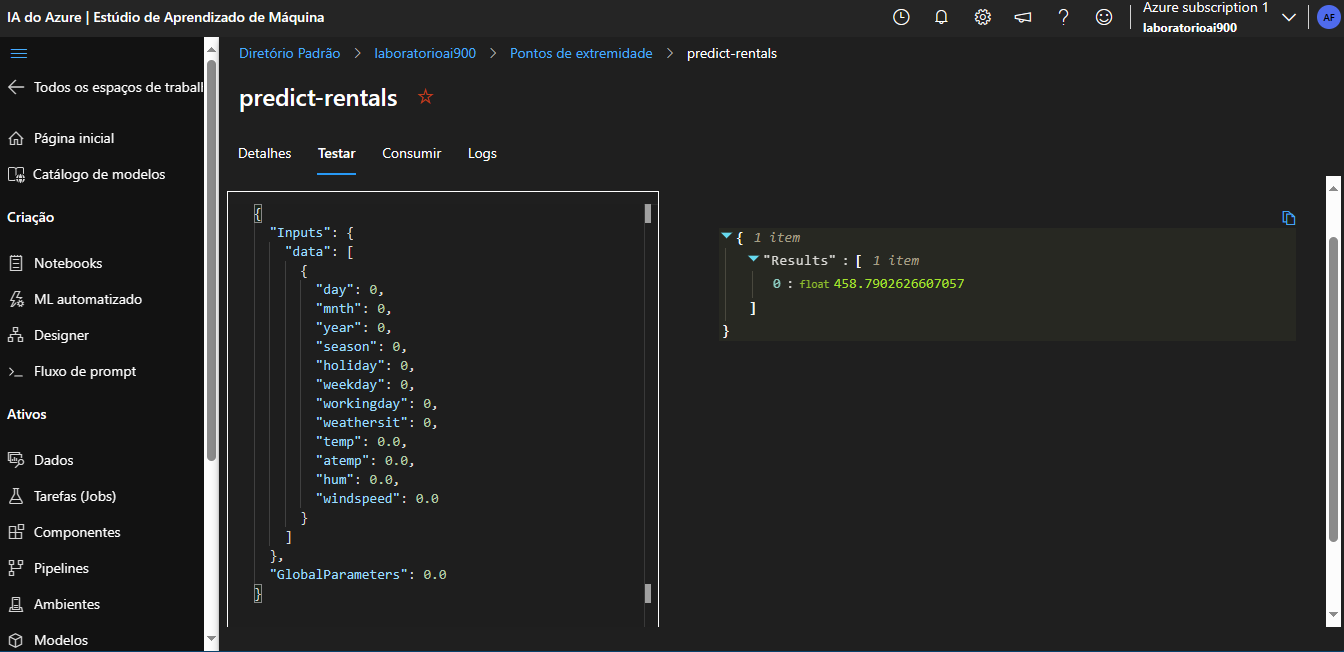 IA do Azure | Estúdio de Aprendizado de Máquina
Azure subscription 1
laboratorioai900
AF
Todos os espaços de traball
Página inicial
Catálogo de modelos
Criação
Notebooks
ML automatizado
Designer
Fluxo de prompt
Ativos
Dados
Tarefas (Jobs)
Componentes
Pipelines
Ambientes
Modelos
Diretório Padrão > laboratorioai900 > Pontos de extremidade > predict-rentals
predict-rentals
Detalhes Testar Consumir Logs
{
"Inputs": {
"data": [
{
"day": 0,
"mnth": 0,
"year": 0,
"season": 0,
"holiday": 0,
"weekday": 0,
"workingday": 0,
"weathersit": 0,
"temp": 0.0,
"atemp": 0.0,
"hum": 0.0,
"windspeed": 0.0
}
]
},
"GlobalParameters": 0.0
}
{ 1 item
"Results" : [ 1 item
0 : float 458.7902626607057
]
}